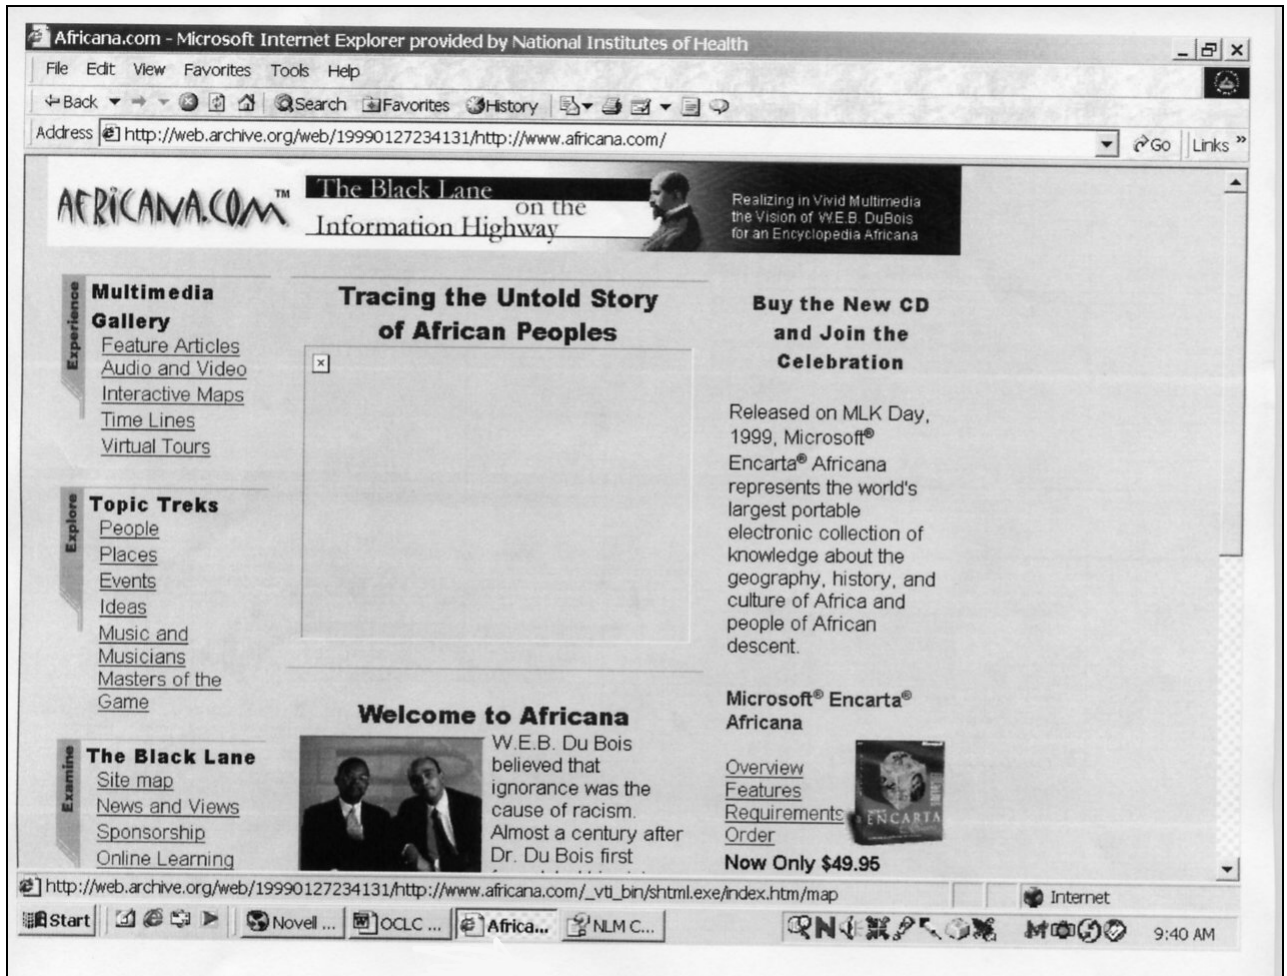 Africana.com - Microsoft Internet Explorer provided by National Institutes of Health
File Edit View Favorites Tools Help
Back Search Favorites History
Address http://web.archive.org/web/19990127234131/http://www.africana.com/ Go Links »
AFRICANA.COM™
The Black Lane
on the
Information Highway
Realizing in Vivid Multimedia
the Vision of W.E.B. DuBois
for an Encyclopedia Africana
Experience
Multimedia
Gallery
Feature Articles
Audio and Video
Interactive Maps
Time Lines
Virtual Tours
Explore
Topic Treks
People
Places
Events
Ideas
Music and
Musicians
Masters of the
Game
Examine
The Black Lane
Site map
News and Views
Sponsorship
Online Learning
Tracing the Untold Story
of African Peoples
Welcome to Africana
W.E.B. Du Bois
believed that
ignorance was the
cause of racism.
Almost a century after
Dr. Du Bois first
Buy the New CD
and Join the
Celebration
Released on MLK Day,
1999, Microsoft®
Encarta® Africana
represents the world's
largest portable
electronic collection of
knowledge about the
geography, history, and
culture of Africa and
people of African
descent.
Microsoft® Encarta®
Africana
Overview
Features
Requirements
Order
ENCARTA
Now Only $49.95
http://web.archive.org/web/19990127234131/http://www.africana.com/_vti_bin/shtml.exe/index.htm/map
Internet
Start Novell ... OCLC ... Africa... NLM C... 9:40 AM